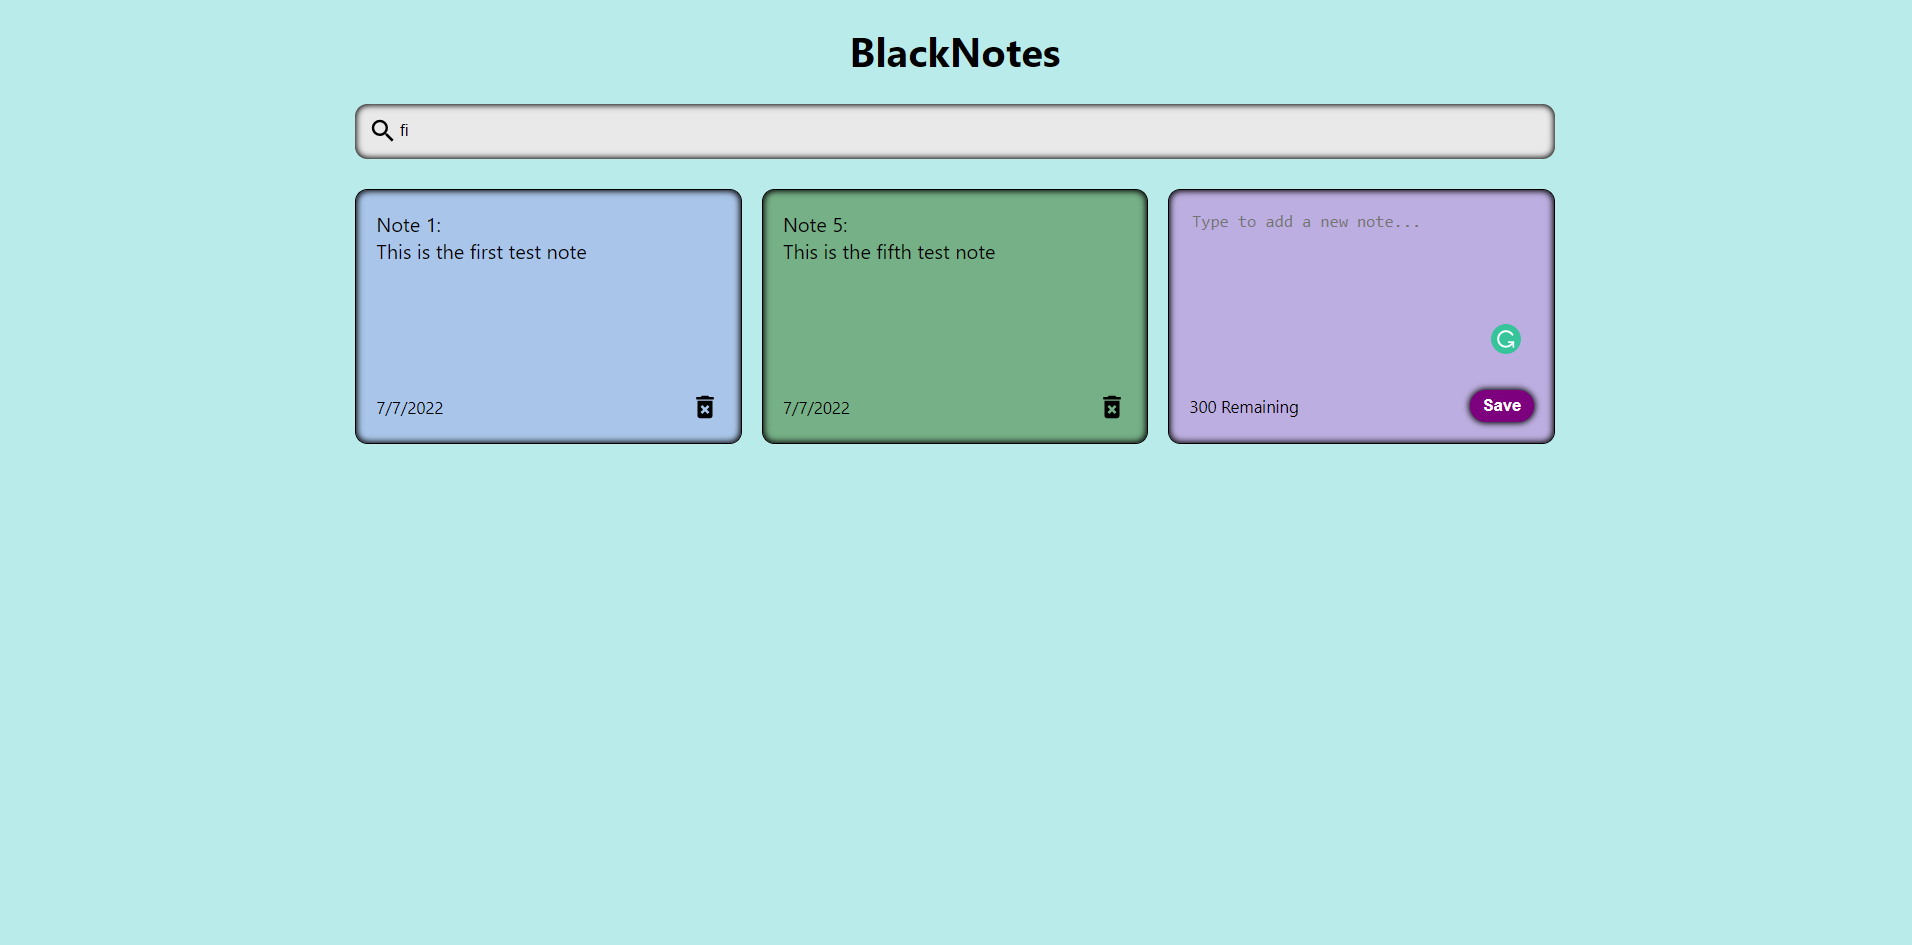 BlackNotes
fi
Note 1:
This is the first test note
7/7/2022
Note 5:
This is the fifth test note
7/7/2022
Type to add a new note...
300 Remaining
Save